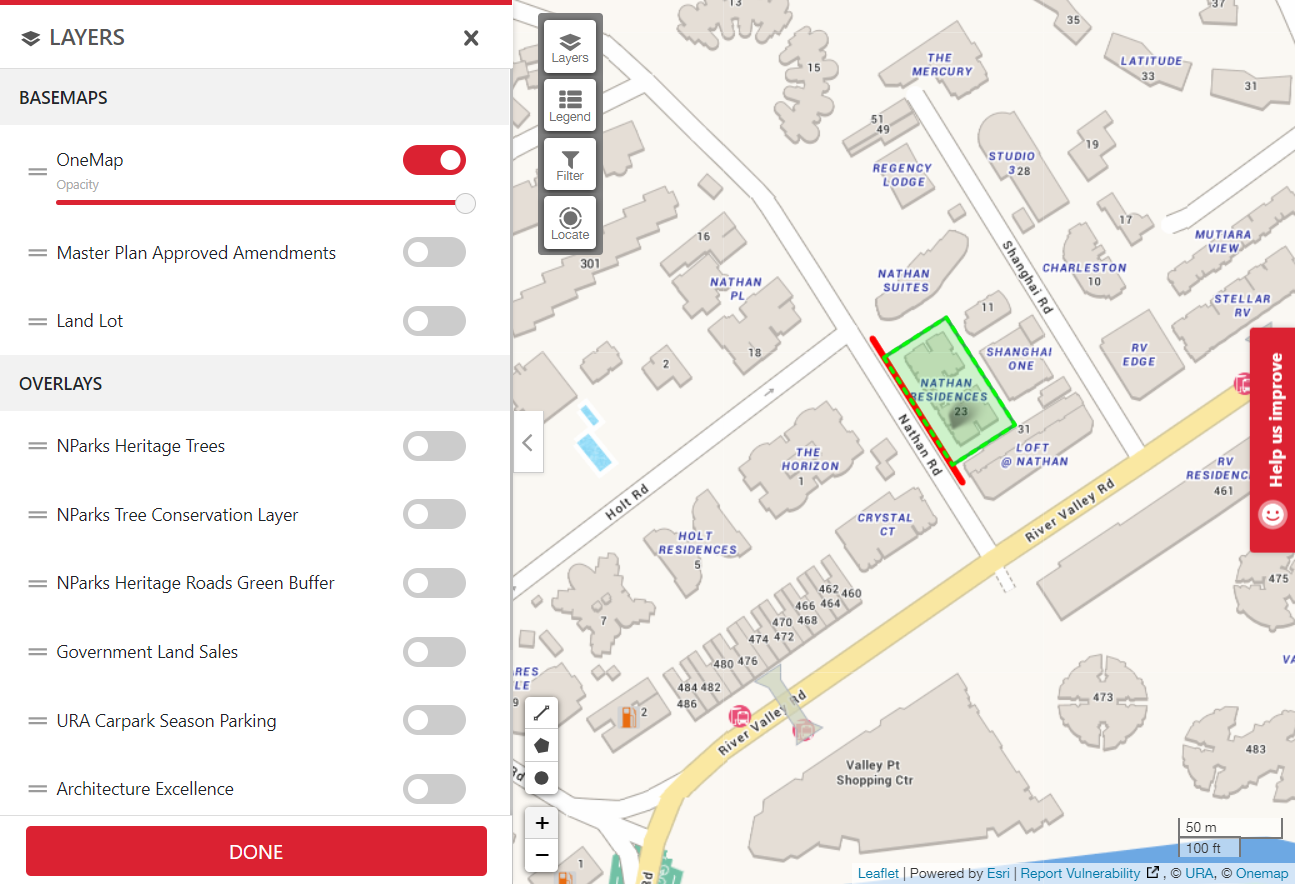 LAYERS
BASEMAPS
OneMap
Opacity
Master Plan Approved Amendments
Land Lot
OVERLAYS
NParks Heritage Trees
NParks Tree Conservation Layer
NParks Heritage Roads Green Buffer
Government Land Sales
URA Carpark Season Parking
Architecture Excellence
DONE
Layers
Legend
Filter
Locate
13
35
37
15
THE
MERCURY
LATITUDE
33
31
51
49
19
STUDIO
3 28
REGENCY
LODGE
17
MUTIARA
VIEW
16
301
Shanghai Rd
CHARLESTON
10
NATHAN
SUITES
NATHAN
PL
STELLAR
RV
11
18
2
SHANGHAI
ONE
RV
EDGE
NATHAN
RESIDENCES
23
Nathan Rd
31
LOFT
@ NATHAN
THE
HORIZON
1
RV
RESIDENC
461
Holt Rd
River Valley Rd
CRYSTAL
CT
HOLT
RESIDENCES
5
475
462 460
466 464
470 468
474 472
480 476
484 482
486
7
RES
LE
9
2
VA
473
River Valley Rd
483
Valley Pt
Shopping Ctr
Rd
1
Rd
Help us improve
+
−
50 m
100 ft
Leaflet | Powered by Esri | Report Vulnerability , © URA, © Onemap